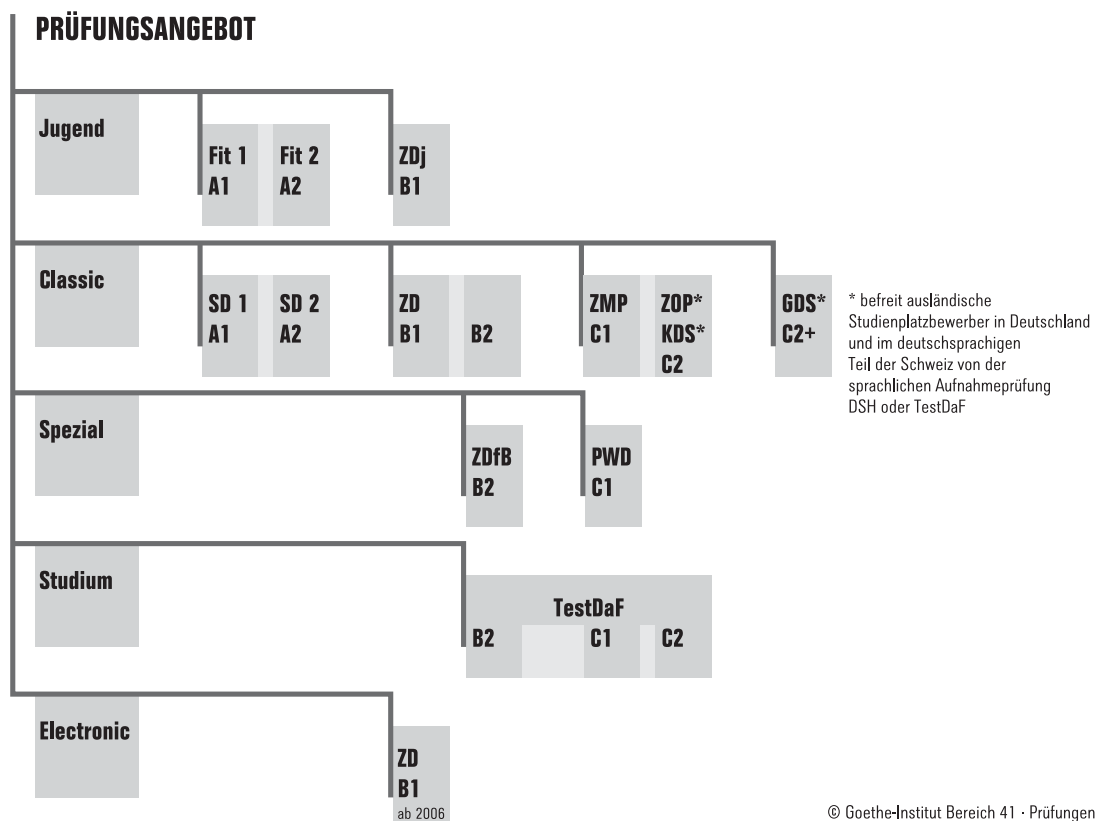 PRÜFUNGSANGEBOT
Jugend
Fit 1 Fit 2 ZDj
A1 A2 B1
Classic
SD 1 SD 2 ZD ZMP ZOP* GDS*
A1 A2 B1 B2 C1 KDS* C2+
C2
* befreit ausländische
Studienplatzbewerber in Deutschland
und im deutschsprachigen
Teil der Schweiz von der
sprachlichen Aufnahmeprüfung
DSH oder TestDaF
Spezial
ZDfB PWD
B2 C1
Studium
TestDaF
B2 C1 C2
Electronic
ZD
B1
ab 2006
© Goethe-Institut Bereich 41 · Prüfungen